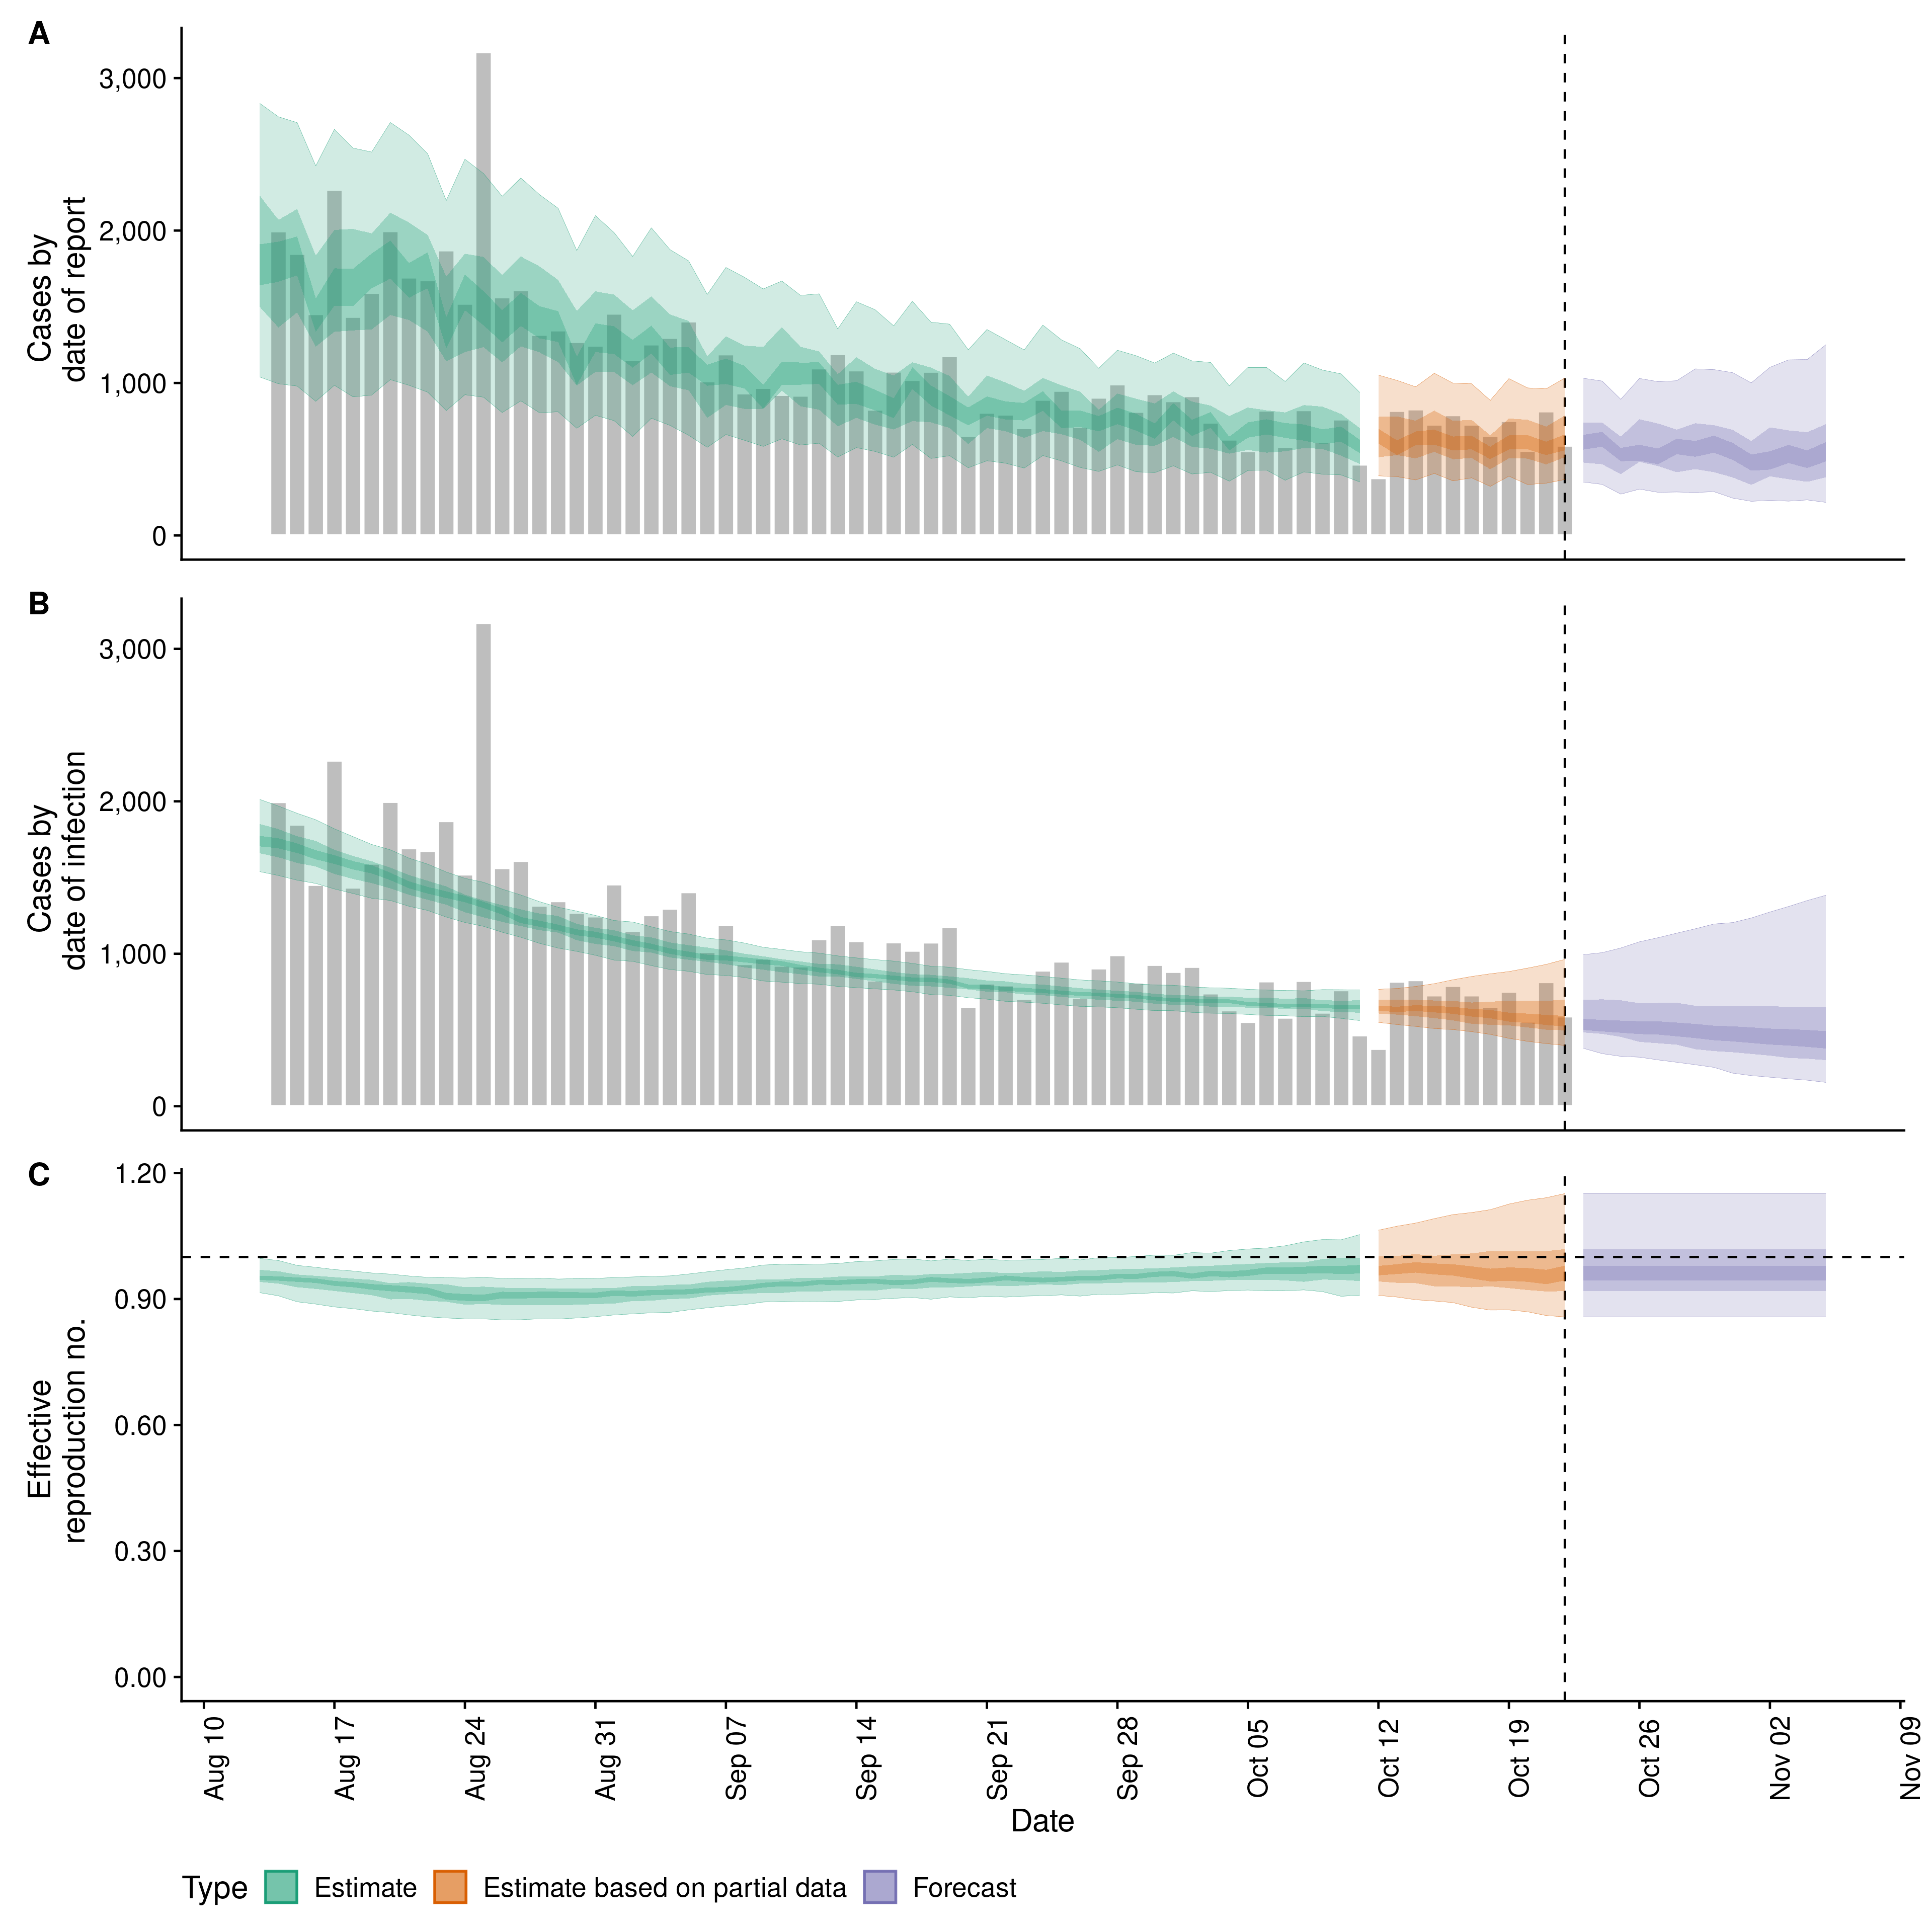 A
Cases by
date of report
3,000
2,000
1,000
0
B
Cases by
date of infection
3,000
2,000
1,000
0
C
Effective
reproduction no.
1.20
0.90
0.60
0.30
0.00
Aug 10
Aug 17
Aug 24
Aug 31
Sep 07
Sep 14
Sep 21
Sep 28
Oct 05
Oct 12
Oct 19
Oct 26
Nov 02
Nov 09
Date
Type Estimate Estimate based on partial data Forecast